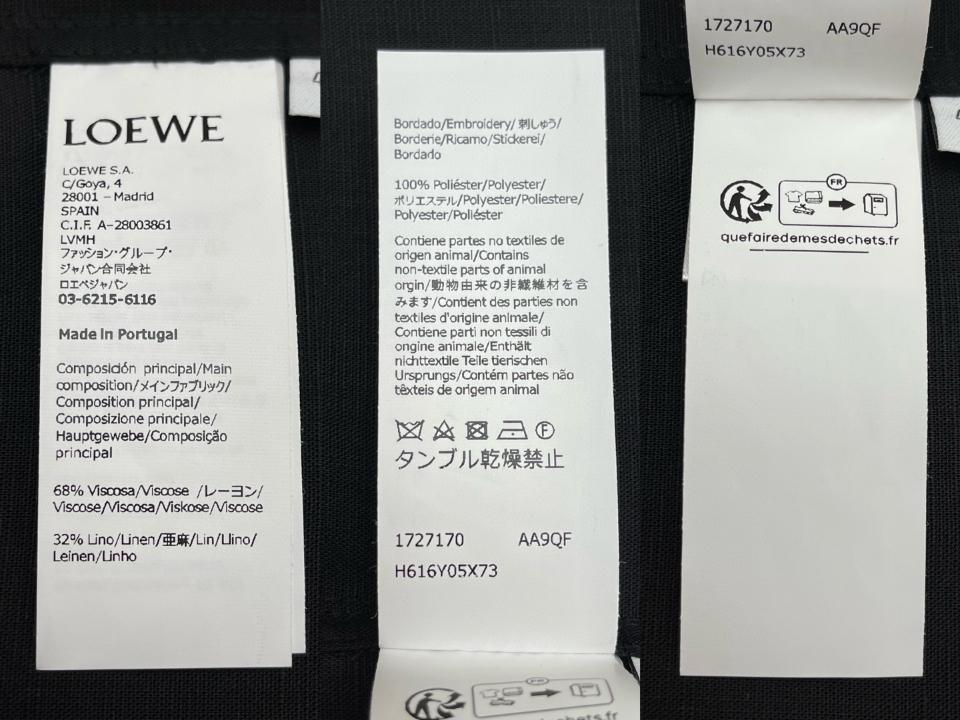 LOEWE
LOEWE S.A.
C/Goya, 4
28001 – Madrid
SPAIN
C.I.F. A-28003861
LVMH
ファッション・グループ・
ジャパン合同会社
ロエベジャパン
03-6215-6116
Made in Portugal
Composición principal/Main
composition/メインファブリック/
Composition principal/
Composizione principale/
Hauptgewebe/Composição
principal
68% Viscosa/Viscose /レーヨン/
Viscose/Viscosa/Viskose/Viscose
32% Lino/Linen/亜麻/Lin/Llino/
Leinen/Linho
Bordado/Embroidery/ 刺しゅう/
Borderie/Ricamo/Stickerei/
Bordado
100% Poliéster/Polyester/
ポリエステル/Polyester/Poliestere/
Polyester/Poliéster
Contiene partes no textiles de
origen animal/Contains
non-textile parts of animal
orgin/動物由来の非繊維材を含
みます/Contient des parties non
textiles d'origine animale/
Contiene parti non tessili di
origine animale/Enthält
nichttextile Teile tierischen
Ursprungs/Contém partes não
têxteis de origem animal
F
タンブル乾燥禁止
1727170 AA9QF
H616Y05X73
FR
quefairedemesdechets.fr
1727170 AA9QF
H616Y05X73